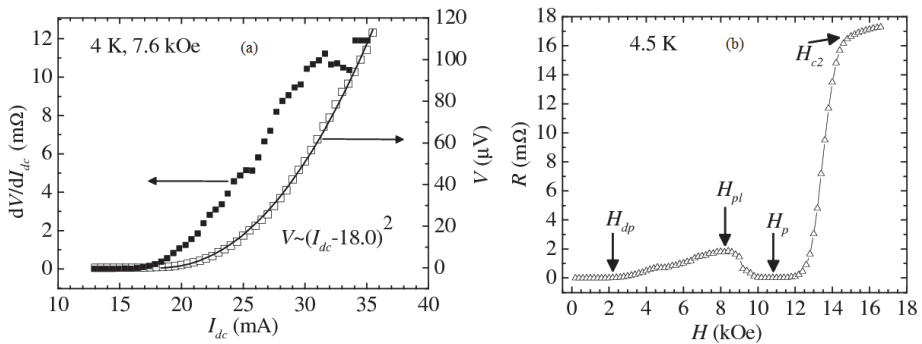 4 K, 7.6 kOe
(a)
V~(I_dc-18.0)^2
dV/dI_dc (mΩ)
12
10
8
6
4
2
0
V (μV)
120
100
80
60
40
20
0
10 15 20 25 30 35 40
I_dc (mA)
4.5 K
(b)
H_c2
H_dp
H_pl
H_p
R (mΩ)
18
16
14
12
10
8
6
4
2
0
0 2 4 6 8 10 12 14 16 18
H (kOe)